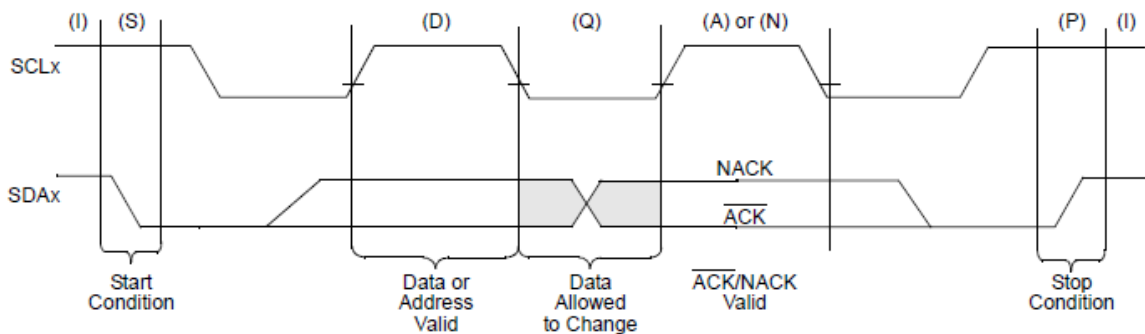 (I) (S) (D) (Q) (A) or (N) (P) (I)
SCLx
NACK
SDAx
ACK
Start
Condition
Data or
Address
Valid
Data
Allowed
to Change
ACK/NACK
Valid
Stop
Condition